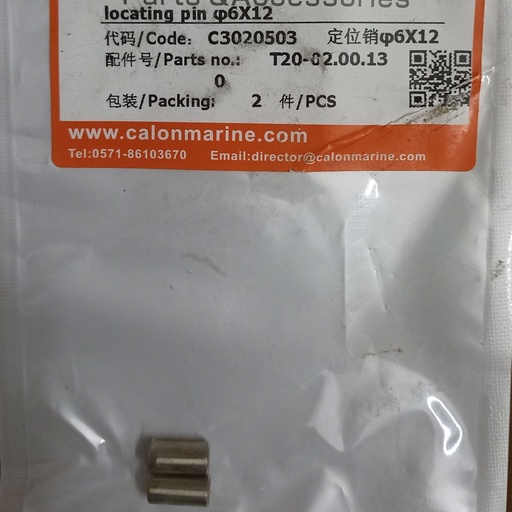 Parts & Accessories
locating pin φ6X12
代码/Code: C3020503 定位销φ6X12
配件号/Parts no.: T20-02.00.13
0
包装/Packing: 2 件/PCS
www.calonmarine.com
Tel:0571-86103670 Email:director@calonmarine.com